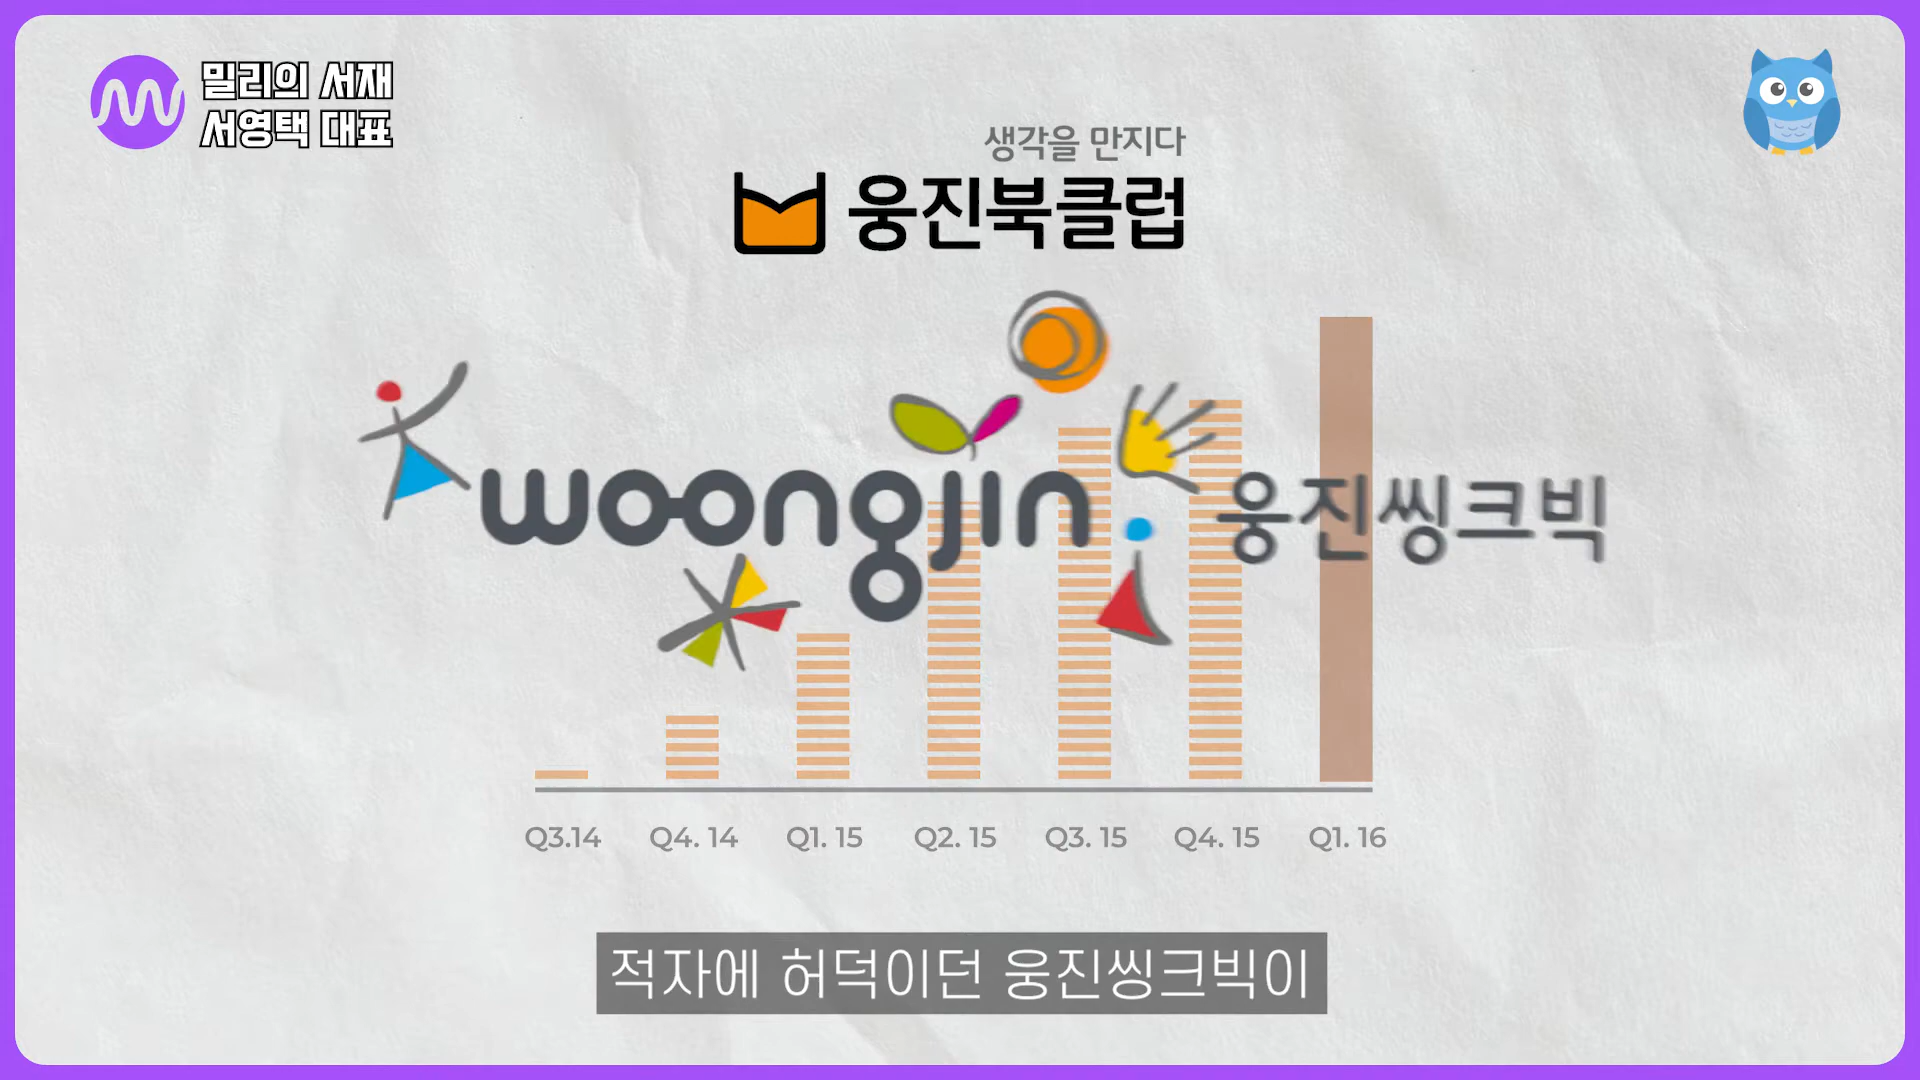 밀리의 서재
서영택 대표
생각을 만지다
웅진북클럽
woongjin 웅진씽크빅
Q3.14 Q4. 14 Q1. 15 Q2. 15 Q3. 15 Q4. 15 Q1. 16
적자에 허덕이던 웅진씽크빅이